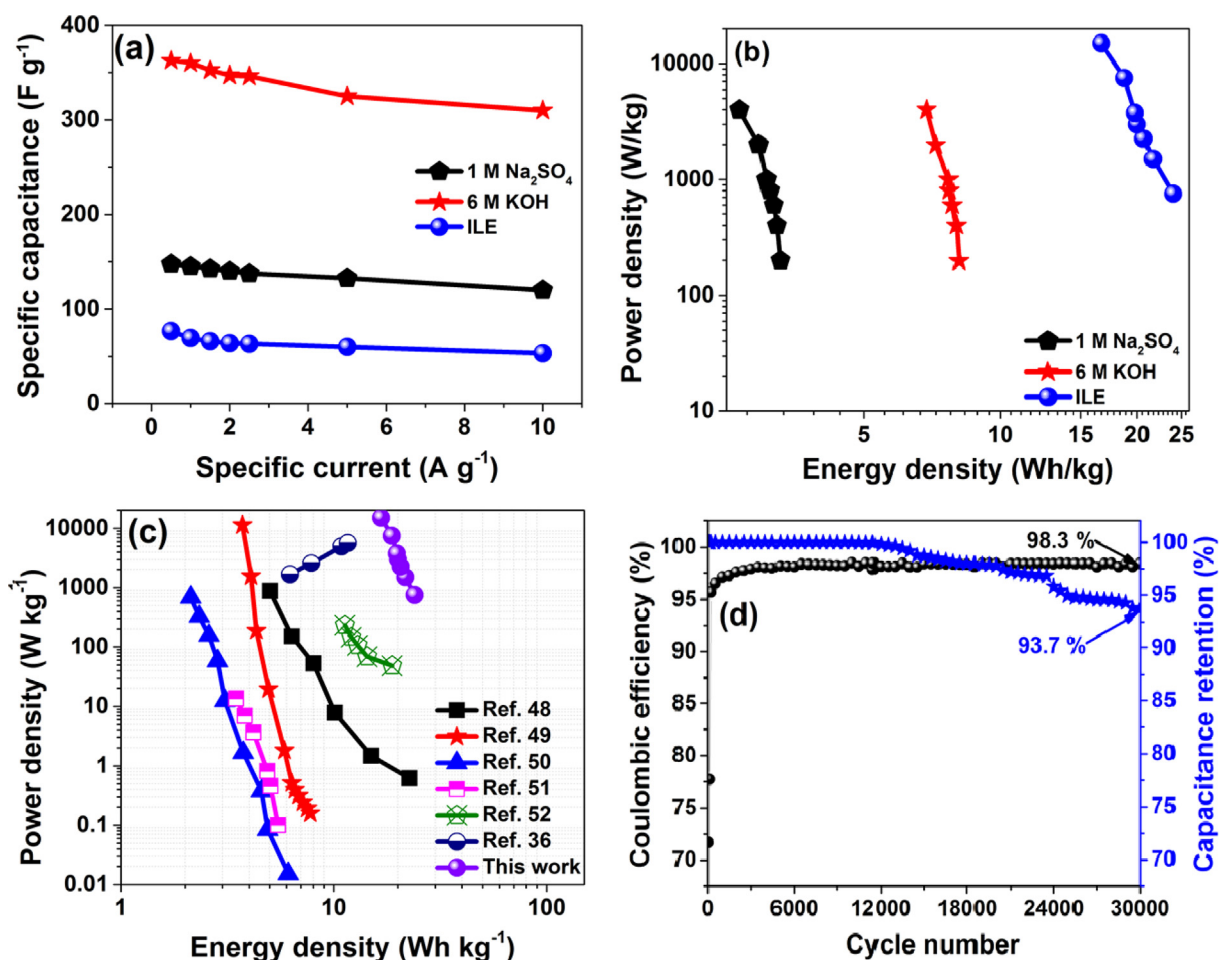 (a)
Specific capacitance (F g⁻¹)
400
300
200
100
0
1 M Na₂SO₄
6 M KOH
ILE
0 2 4 6 8 10
Specific current (A g⁻¹)
(b)
Power density (W/kg)
10000
1000
100
10
1 M Na₂SO₄
6 M KOH
ILE
5 10 15 20 25
Energy density (Wh/kg)
(c)
Power density (W kg⁻¹)
10000
1000
100
10
1
0.1
0.01
Ref. 48
Ref. 49
Ref. 50
Ref. 51
Ref. 52
Ref. 36
This work
1 10 100
Energy density (Wh kg⁻¹)
(d)
Coulombic efficiency (%)
100
95
90
85
80
75
70
98.3 %
93.7 %
0 6000 12000 18000 24000 30000
Cycle number
Capacitance retention (%)
100
95
90
85
80
75
70